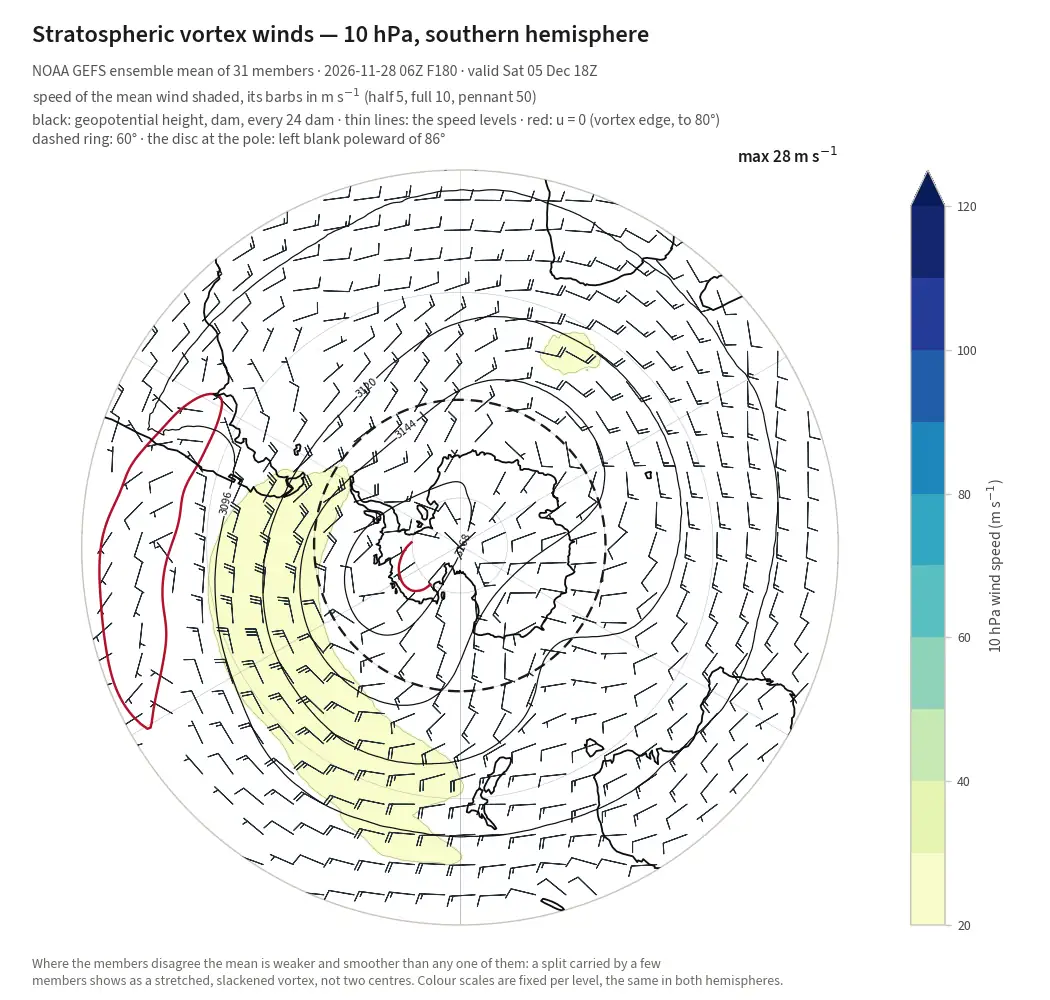 Stratospheric vortex winds — 10 hPa, southern hemisphere
NOAA GEFS ensemble mean of 31 members · 2026-11-28 06Z F180 · valid Sat 05 Dec 18Z
speed of the mean wind shaded, its barbs in m s⁻¹ (half 5, full 10, pennant 50)
black: geopotential height, dam, every 24 dam · thin lines: the speed levels · red: u = 0 (vortex edge, to 80°)
dashed ring: 60° · the disc at the pole: left blank poleward of 86°
max 28 m s⁻¹
120
100
80
60
40
20
10 hPa wind speed (m s⁻¹)
3120
3144
3096
Where the members disagree the mean is weaker and smoother than any one of them: a split carried by a few
members shows as a stretched, slackened vortex, not two centres. Colour scales are fixed per level, the same in both hemispheres.